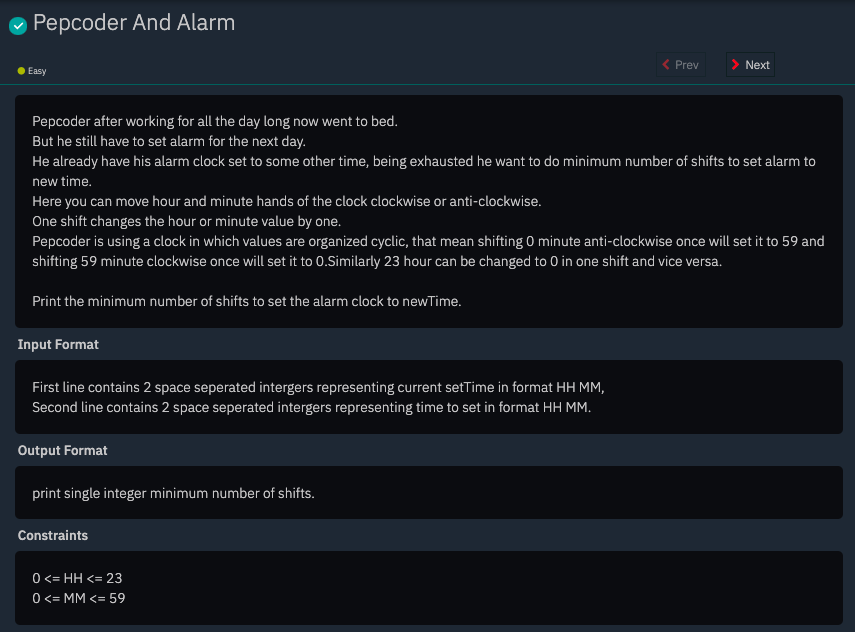 Pepcoder And Alarm
Easy
Prev
Next
Pepcoder after working for all the day long now went to bed.
But he still have to set alarm for the next day.
He already have his alarm clock set to some other time, being exhausted he want to do minimum number of shifts to set alarm to
new time.
Here you can move hour and minute hands of the clock clockwise or anti-clockwise.
One shift changes the hour or minute value by one.
Pepcoder is using a clock in which values are organized cyclic, that mean shifting 0 minute anti-clockwise once will set it to 59 and
shifting 59 minute clockwise once will set it to 0.Similarly 23 hour can be changed to 0 in one shift and vice versa.
Print the minimum number of shifts to set the alarm clock to newTime.
Input Format
First line contains 2 space seperated intergers representing current setTime in format HH MM,
Second line contains 2 space seperated intergers representing time to set in format HH MM.
Output Format
print single integer minimum number of shifts.
Constraints
0 <= HH <= 23
0 <= MM <= 59